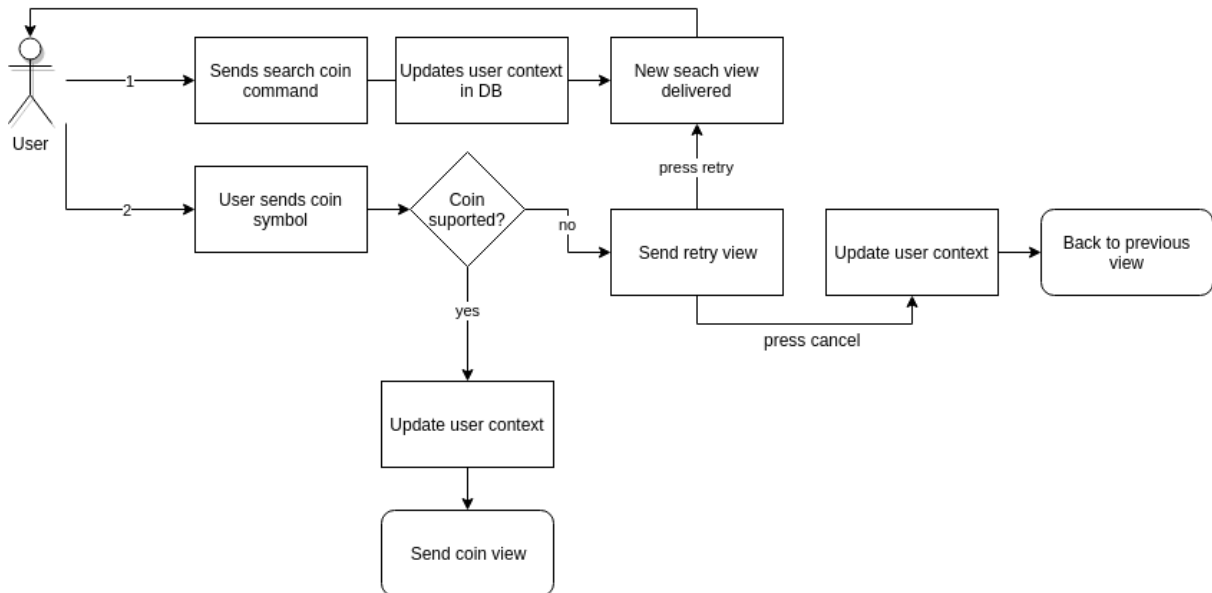 1
Sends search coin
command
Updates user context
in DB
New seach view
delivered
User
press retry
2
User sends coin
symbol
Coin
suported?
no
Send retry view
Update user context
Back to previous
view
yes
press cancel
Update user context
Send coin view